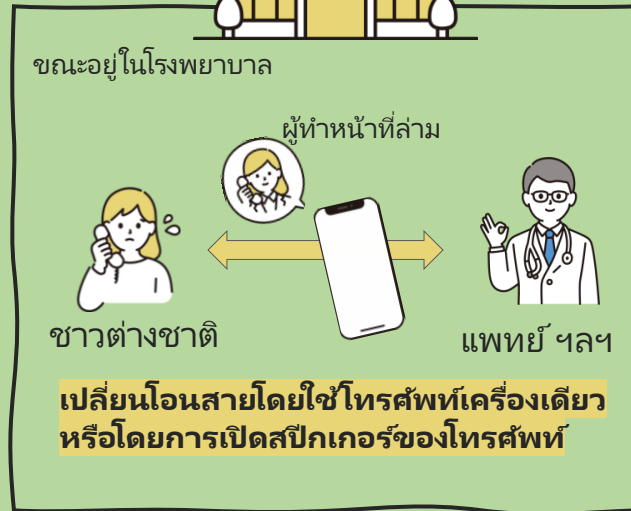 ขณะอยู่ในโรงพยาบาล
ผู้ทำหน้าที่ล่าม
ชาวต่างชาติ
แพทย์ ฯลฯ
เปลี่ยนโอนสายโดยใช้โทรศัพท์เครื่องเดียว
หรือโดยการเปิดสปีกเกอร์ของโทรศัพท์